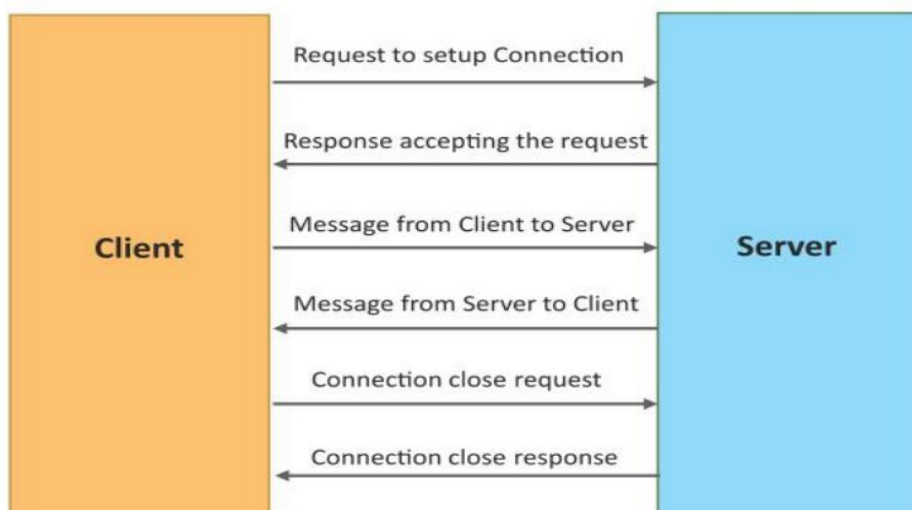 Request to setup Connection
Response accepting the request
Message from Client to Server
Client
Server
Message from Server to Client
Connection close request
Connection close response